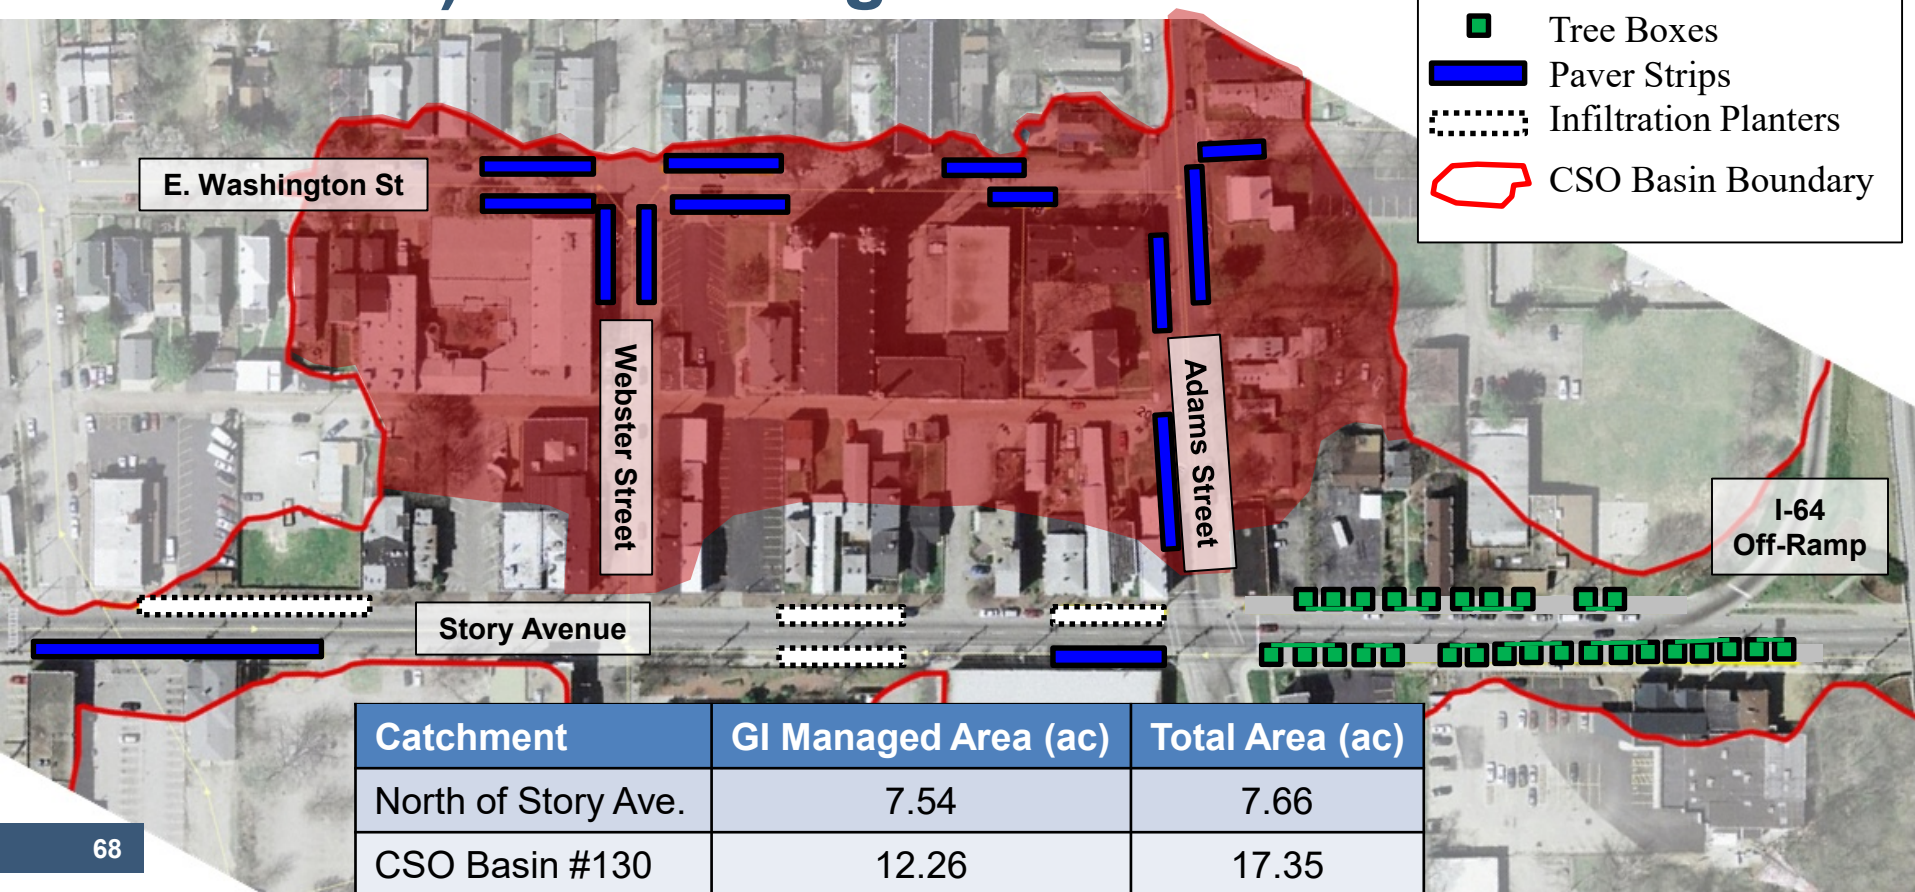 Tree Boxes
Paver Strips
Infiltration Planters
CSO Basin Boundary
E. Washington St
Webster Street
Adams Street
I-64
Off-Ramp
Story Avenue
Catchment GI Managed Area (ac) Total Area (ac)
North of Story Ave. 7.54 7.66
CSO Basin #130 12.26 17.35
68